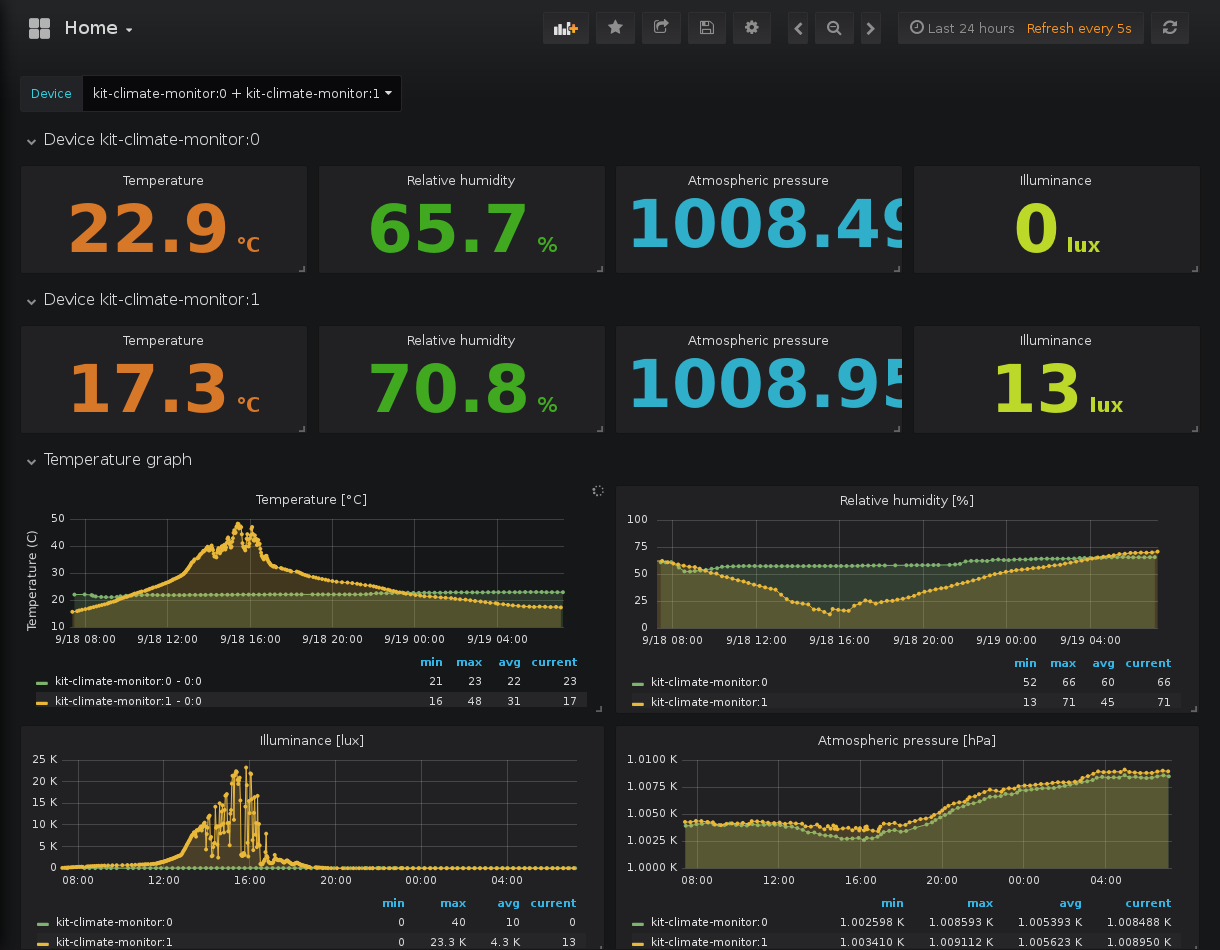 Home
Last 24 hours Refresh every 5s
Device kit-climate-monitor:0 + kit-climate-monitor:1
Device kit-climate-monitor:0
Temperature Relative humidity Atmospheric pressure Illuminance
22.9 °C 65.7 % 1008.49 0 lux
Device kit-climate-monitor:1
Temperature Relative humidity Atmospheric pressure Illuminance
17.3 °C 70.8 % 1008.95 13 lux
Temperature graph
Temperature [°C]
Temperature (C)
50
40
30
20
10
9/18 08:00 9/18 12:00 9/18 16:00 9/18 20:00 9/19 00:00 9/19 04:00
min max avg current
kit-climate-monitor:0 - 0:0 21 23 22 23
kit-climate-monitor:1 - 0:0 16 48 31 17
Relative humidity [%]
100
75
50
25
0
9/18 08:00 9/18 12:00 9/18 16:00 9/18 20:00 9/19 00:00 9/19 04:00
min max avg current
kit-climate-monitor:0 52 66 60 66
kit-climate-monitor:1 13 71 45 71
Illuminance [lux]
25 K
20 K
15 K
10 K
5 K
0
08:00 12:00 16:00 20:00 00:00 04:00
min max avg current
kit-climate-monitor:0 0 40 10 0
kit-climate-monitor:1 0 23.3 K 4.3 K 13
Atmospheric pressure [hPa]
1.0100 K
1.0075 K
1.0050 K
1.0025 K
1.0000 K
08:00 12:00 16:00 20:00 00:00 04:00
min max avg current
kit-climate-monitor:0 1.002598 K 1.008593 K 1.005393 K 1.008488 K
kit-climate-monitor:1 1.003410 K 1.009112 K 1.005623 K 1.008950 K